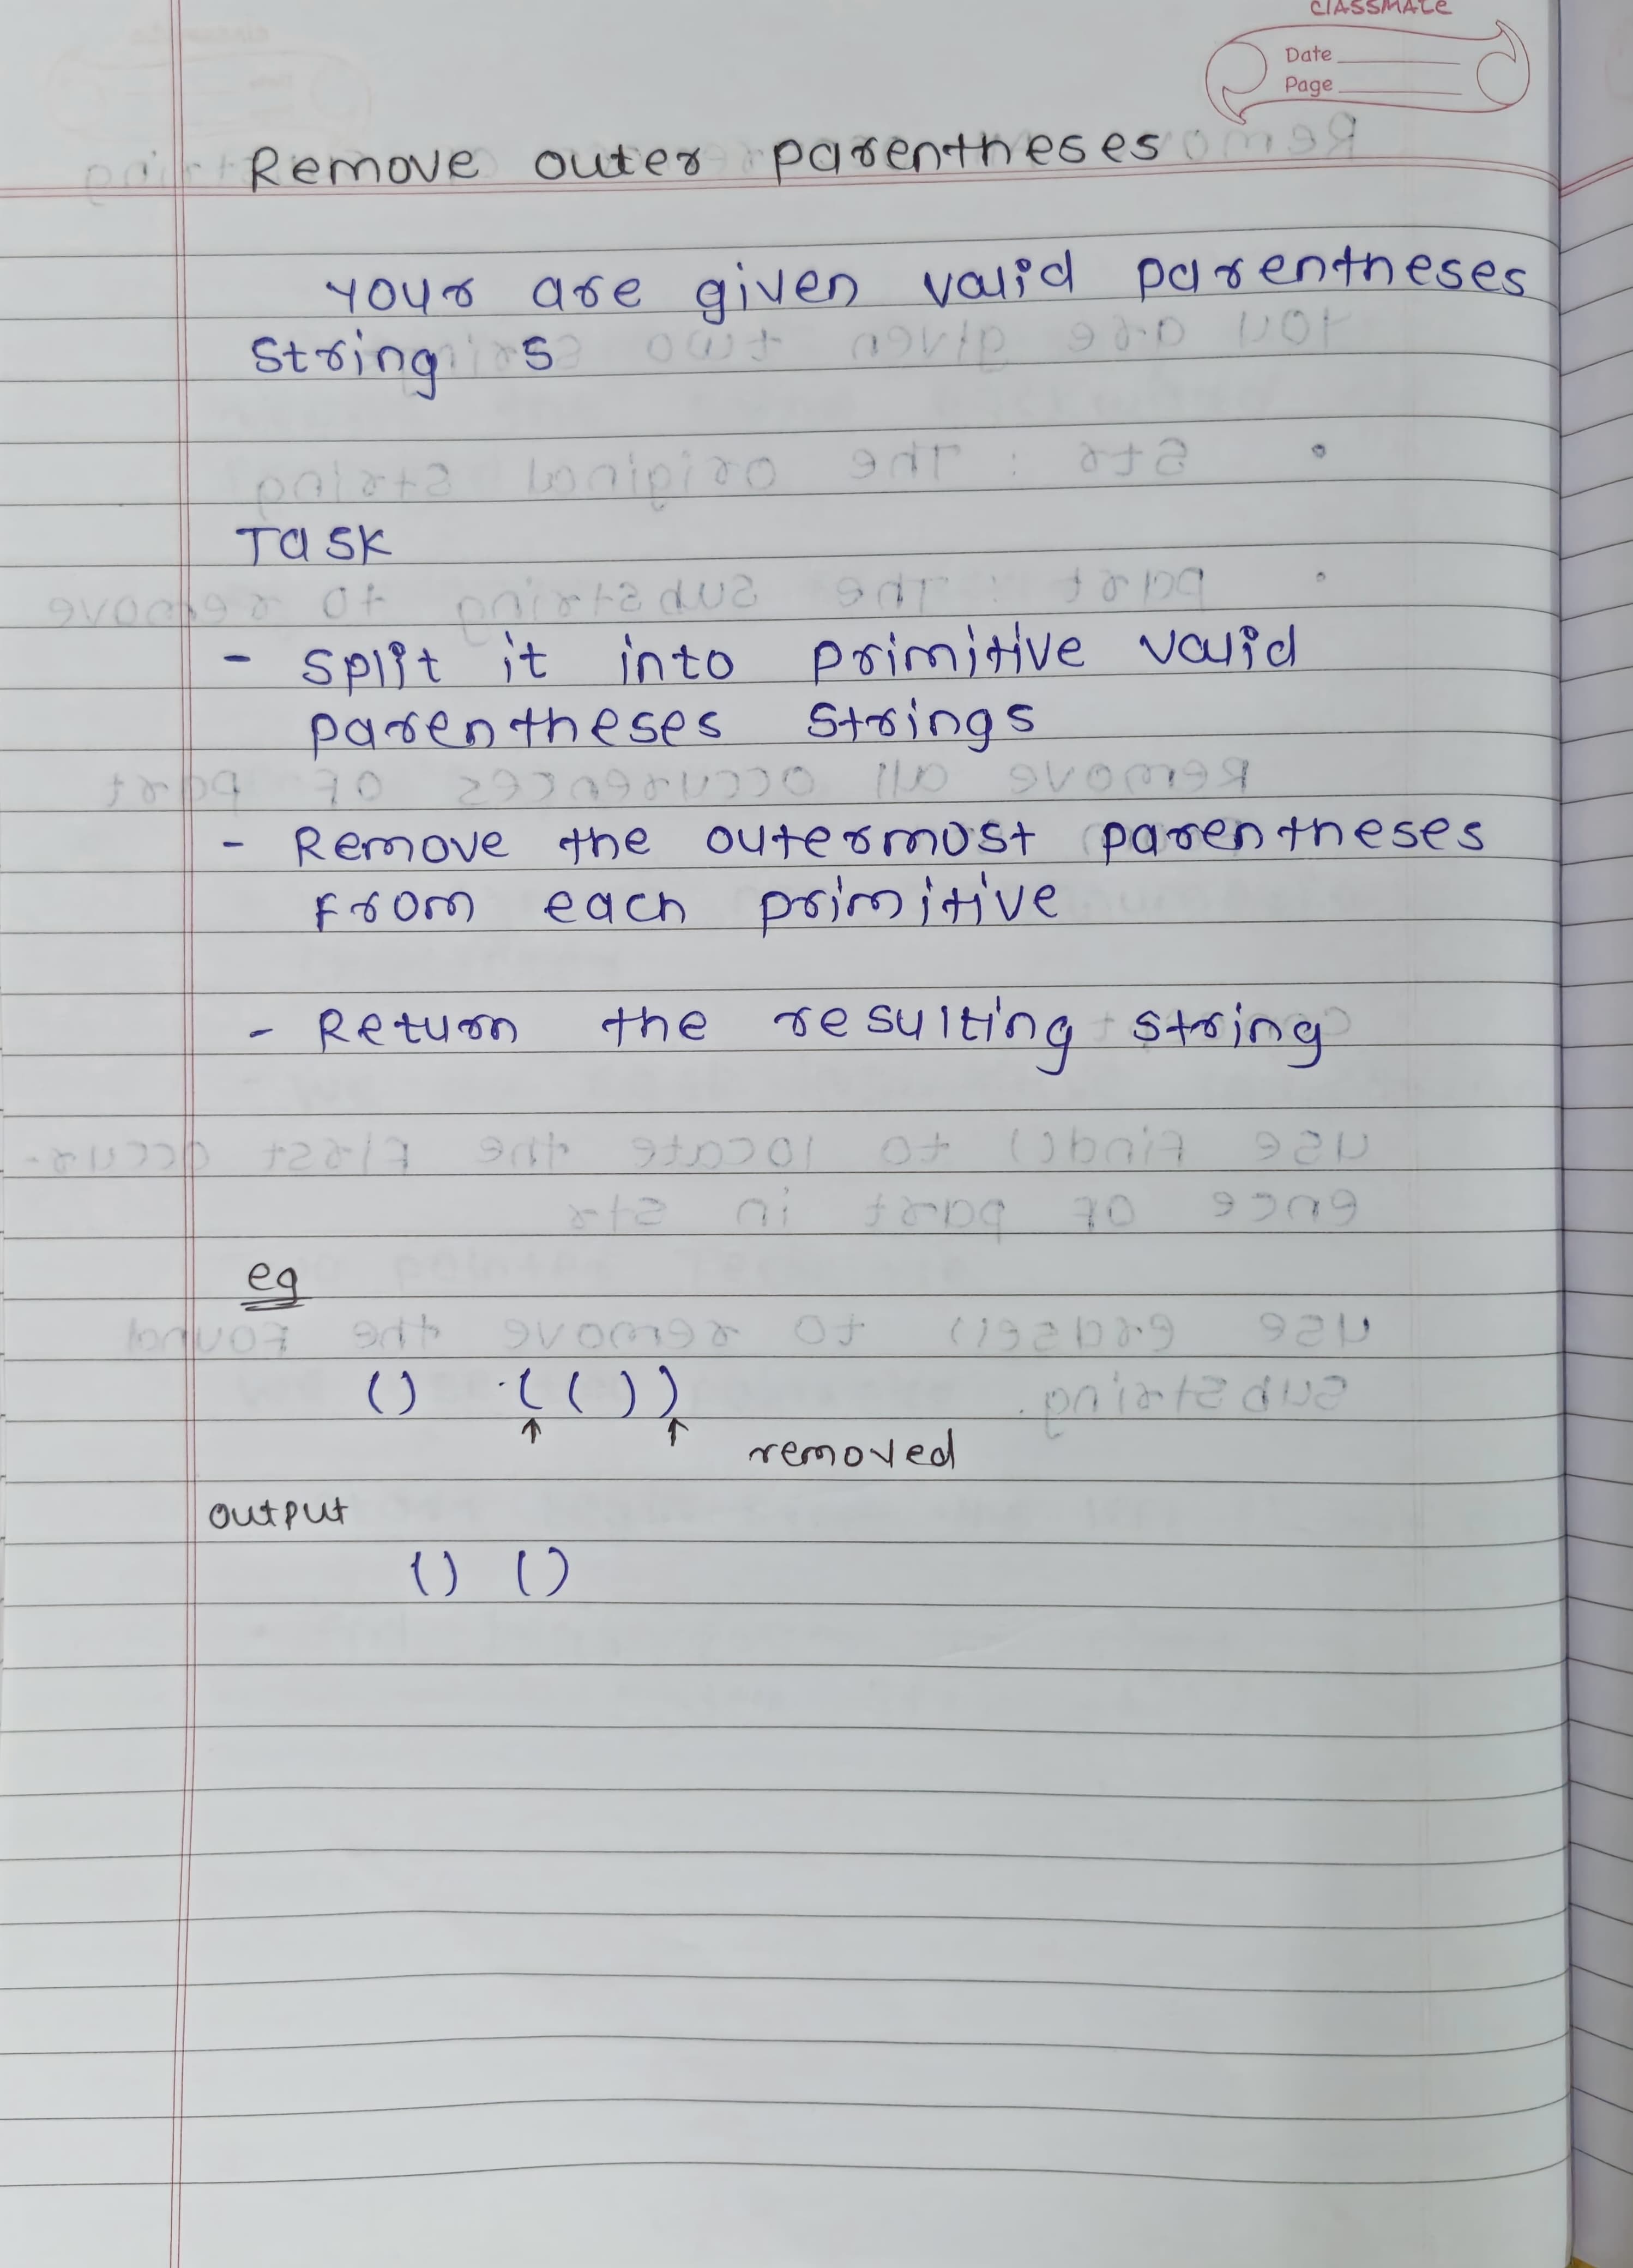 classmate
Date
Page
Remove outer parentheses
your are given valid parentheses
string s
Task
- split it into primitive valid
parentheses strings
- Remove the outermost parentheses
From each primitive
- Return the resulting string
eg
() (())
↑ ↑ removed
output
() ()